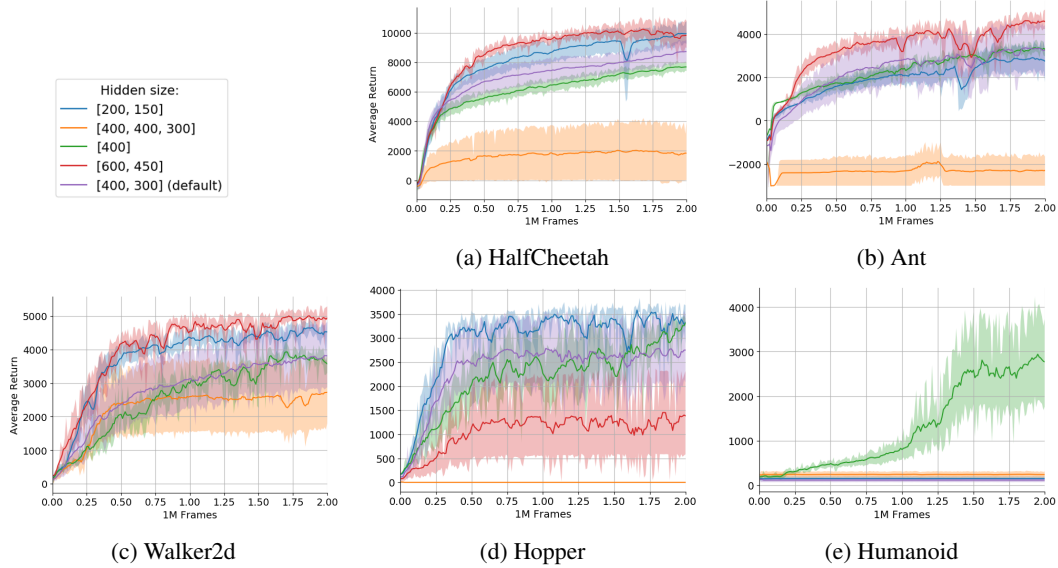 Hidden size:
[200, 150]
[400, 400, 300]
[400]
[600, 450]
[400, 300] (default)
Average Return
10000
8000
6000
4000
2000
0
0.00 0.25 0.50 0.75 1.00 1.25 1.50 1.75 2.00
1M Frames
(a) HalfCheetah
4000
2000
0
−2000
0.00 0.25 0.50 0.75 1.00 1.25 1.50 1.75 2.00
1M Frames
(b) Ant
Average Return
5000
4000
3000
2000
1000
0
0.00 0.25 0.50 0.75 1.00 1.25 1.50 1.75 2.00
1M Frames
(c) Walker2d
4000
3500
3000
2500
2000
1500
1000
500
0
0.00 0.25 0.50 0.75 1.00 1.25 1.50 1.75 2.00
1M Frames
(d) Hopper
4000
3000
2000
1000
0
0.00 0.25 0.50 0.75 1.00 1.25 1.50 1.75 2.00
1M Frames
(e) Humanoid